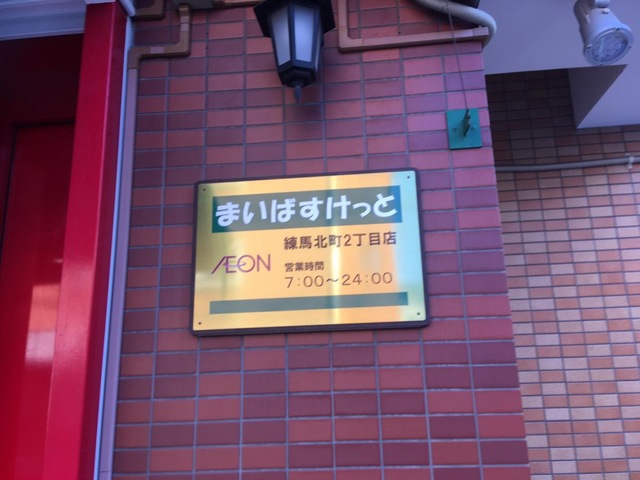 まいばすけっと
練馬北町2丁目店
AEON
営業時間
7:00〜24:00